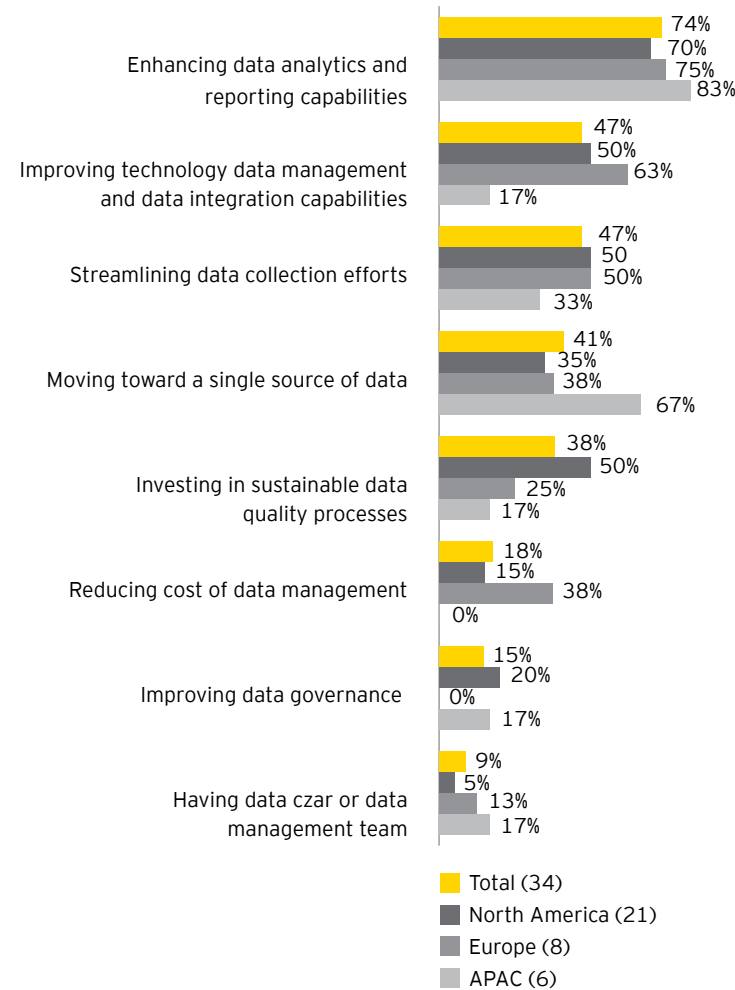 74%
70%
Enhancing data analytics and
75%
reporting capabilities
83%
47%
50%
Improving technology data management
63%
and data integration capabilities
17%
47%
50
Streamlining data collection efforts
50%
33%
41%
35%
Moving toward a single source of data
38%
67%
38%
50%
Investing in sustainable data
25%
quality processes
17%
18%
15%
Reducing cost of data management
38%
0%
15%
20%
Improving data governance
0%
17%
9%
5%
Having data czar or data
13%
management team
17%
Total (34)
North America (21)
Europe (8)
APAC (6)